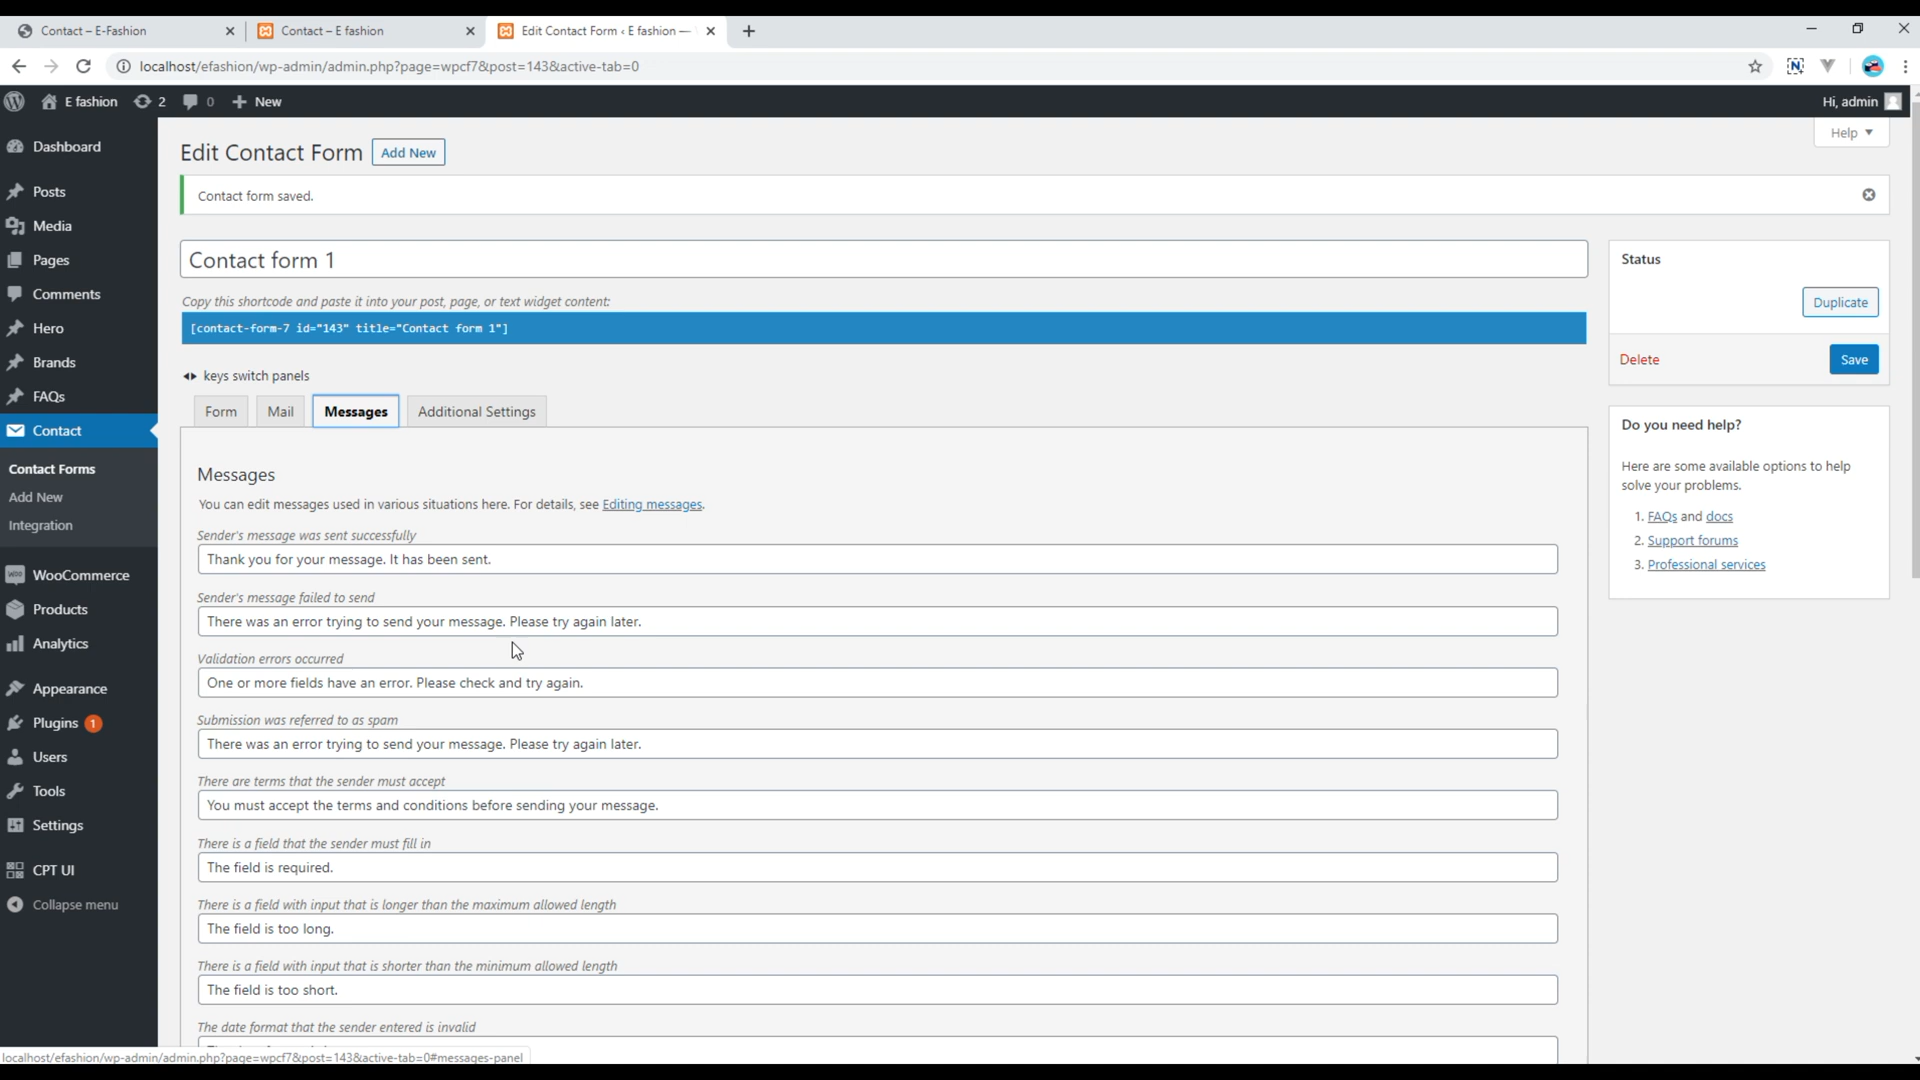 Contact – E-Fashion
Contact – E fashion
Edit Contact Form ‹ E fashion —
localhost/efashion/wp-admin/admin.php?page=wpcf7&post=143&active-tab=0
E fashion
2
0
New
Hi, admin
Help
Dashboard
Posts
Media
Pages
Comments
Hero
Brands
FAQs
Contact
Contact Forms
Add New
Integration
WooCommerce
Products
Analytics
Appearance
Plugins 1
Users
Tools
Settings
CPT UI
Collapse menu
Edit Contact Form
Add New
Contact form saved.
Contact form 1
Copy this shortcode and paste it into your post, page, or text widget content:
[contact-form-7 id="143" title="Contact form 1"]
keys switch panels
Form
Mail
Messages
Additional Settings
Messages
You can edit messages used in various situations here. For details, see Editing messages.
Sender's message was sent successfully
Thank you for your message. It has been sent.
Sender's message failed to send
There was an error trying to send your message. Please try again later.
Validation errors occurred
One or more fields have an error. Please check and try again.
Submission was referred to as spam
There was an error trying to send your message. Please try again later.
There are terms that the sender must accept
You must accept the terms and conditions before sending your message.
There is a field that the sender must fill in
The field is required.
There is a field with input that is longer than the maximum allowed length
The field is too long.
There is a field with input that is shorter than the minimum allowed length
The field is too short.
The date format that the sender entered is invalid
Status
Duplicate
Delete
Save
Do you need help?
Here are some available options to help
solve your problems.
1. FAQs and docs
2. Support forums
3. Professional services
localhost/efashion/wp-admin/admin.php?page=wpcf7&post=143&active-tab=0#messages-panel